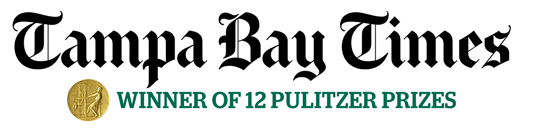 Tampa Bay Times
WINNER OF 12 PULITZER PRIZES